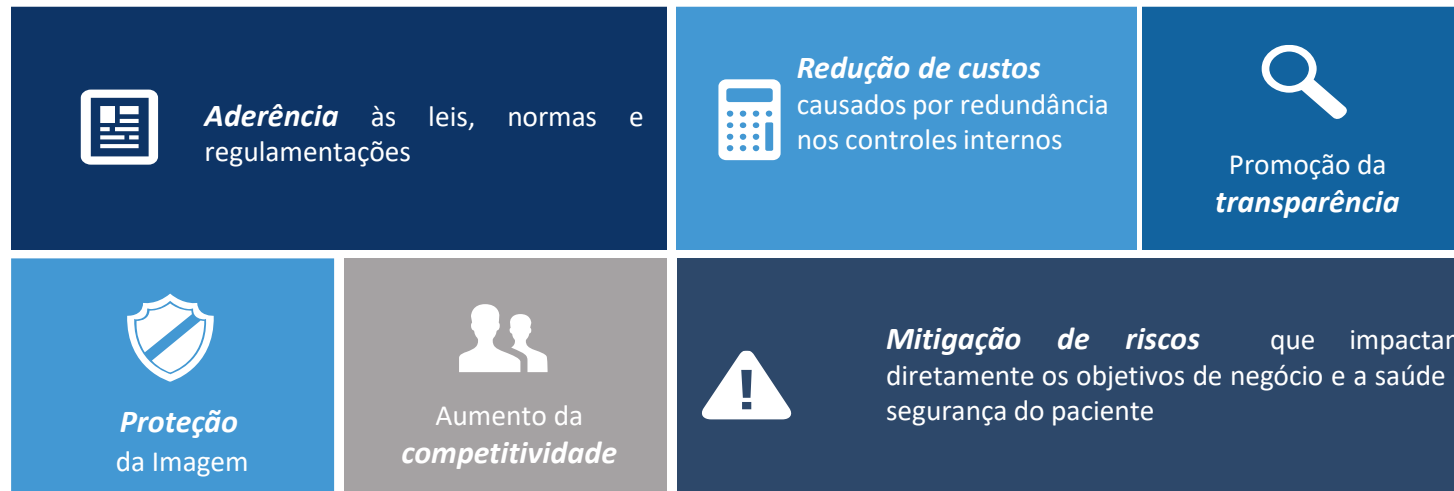 Aderência às leis, normas e
regulamentações
Redução de custos
causados por redundância
nos controles internos
Promoção da
transparência
Proteção
da Imagem
Aumento da
competitividade
Mitigação de riscos que impactar
diretamente os objetivos de negócio e a saúde
segurança do paciente